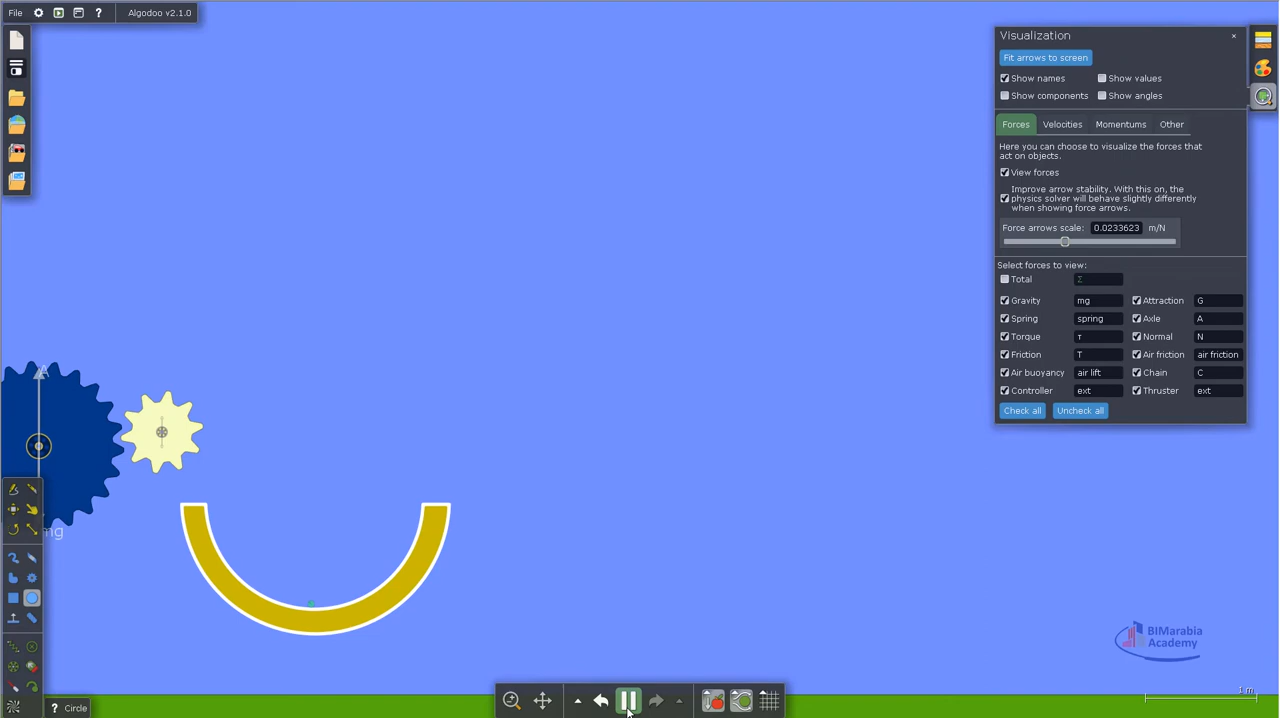 File
Algodoo v2.1.0
Visualization
Fit arrows to screen
Show names
Show values
Show components
Show angles
Forces
Velocities
Momentums
Other
Here you can choose to visualize the forces that
act on objects.
View forces
Improve arrow stability. With this on, the
physics solver will behave slightly differently
when showing force arrows.
Force arrows scale: 0.0233623 m/N
Select forces to view:
Total Σ
Gravity mg
Attraction G
Spring spring
Axle A
Torque τ
Normal N
Friction T
Air friction air friction
Air buoyancy air lift
Chain C
Controller ext
Thruster ext
Check all
Uncheck all
A
mg
BIMarabia
Academy
1 m
? Circle